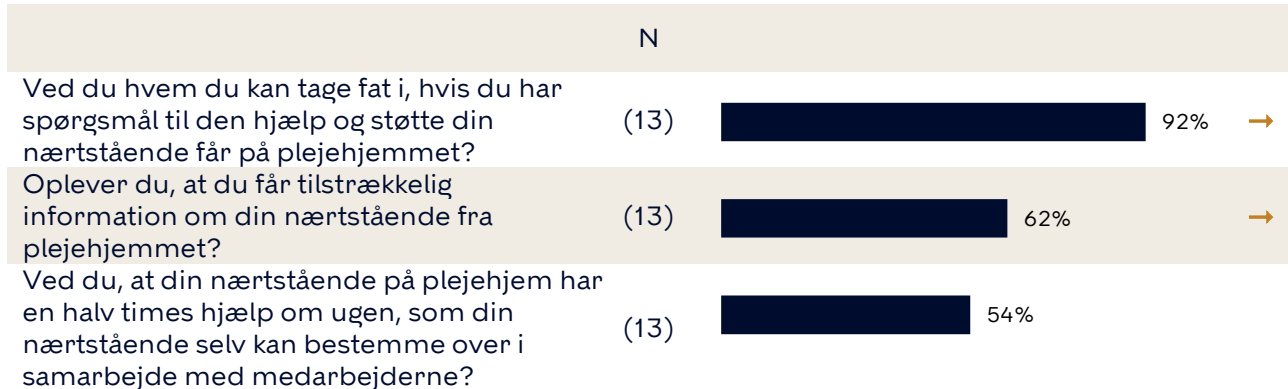 N
Ved du hvem du kan tage fat i, hvis du har
spørgsmål til den hjælp og støtte din
nærtstående får på plejehjemmet?
(13)
92%
→
Oplever du, at du får tilstrækkelig
information om din nærtstående fra
plejehjemmet?
(13)
62%
→
Ved du, at din nærtstående på plejehjem har
en halv times hjælp om ugen, som din
nærtstående selv kan bestemme over i
samarbejde med medarbejderne?
(13)
54%